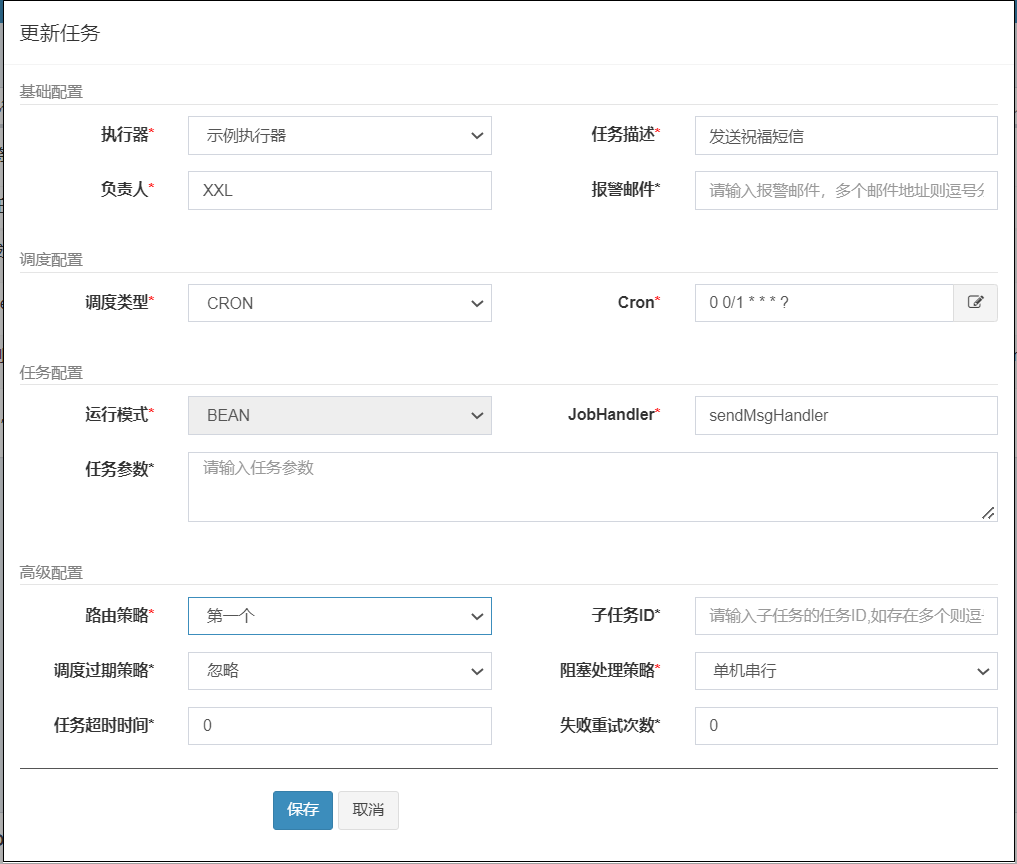 更新任务
基础配置
执行器* 示例执行器 任务描述* 发送祝福短信
负责人* XXL 报警邮件* 请输入报警邮件，多个邮件地址则逗号分
调度配置
调度类型* CRON Cron* 0 0/1 * * * ?
任务配置
运行模式* BEAN JobHandler* sendMsgHandler
任务参数* 请输入任务参数
高级配置
路由策略* 第一个 子任务ID* 请输入子任务的任务ID,如存在多个则逗
调度过期策略* 忽略 阻塞处理策略* 单机串行
任务超时时间* 0 失败重试次数* 0
保存 取消